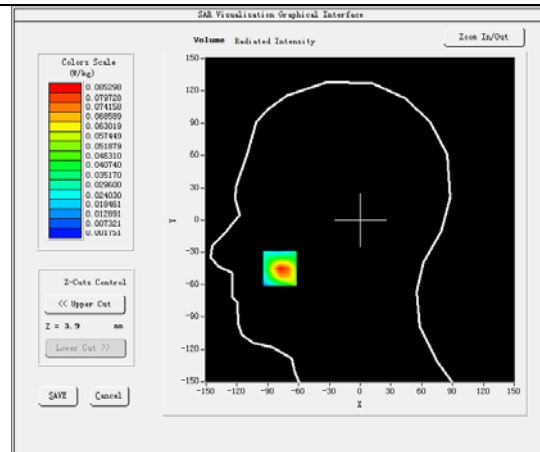 SAR Visualisation Graphical Interface
Volume Radiated Intensity
Zoom In/Out
Colors Scale
(W/kg)
0.085298
0.079728
0.074158
0.068589
0.063019
0.057449
0.051879
0.046310
0.040740
0.035170
0.029600
0.024030
0.018461
0.012891
0.007321
0.001751
150
120
90
60
30
0
-30
-60
-90
-120
-150
Y
-150 -120 -90 -60 -30 0 30 60 90 120 150
X
Z-Cuts Control
<< Upper Cut
Z = 3.9 mm
Lower Cut >>
SAVE Cancel